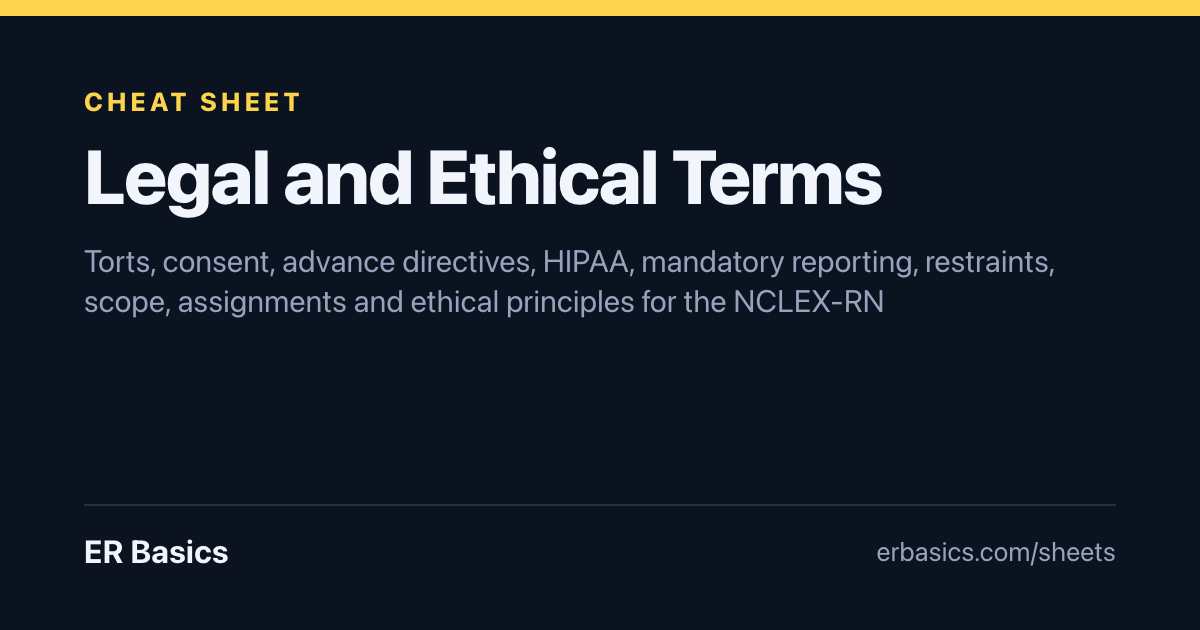 CHEAT SHEET
Legal and Ethical Terms
Torts, consent, advance directives, HIPAA, mandatory reporting, restraints,
scope, assignments and ethical principles for the NCLEX-RN
ER Basics
erbasics.com/sheets